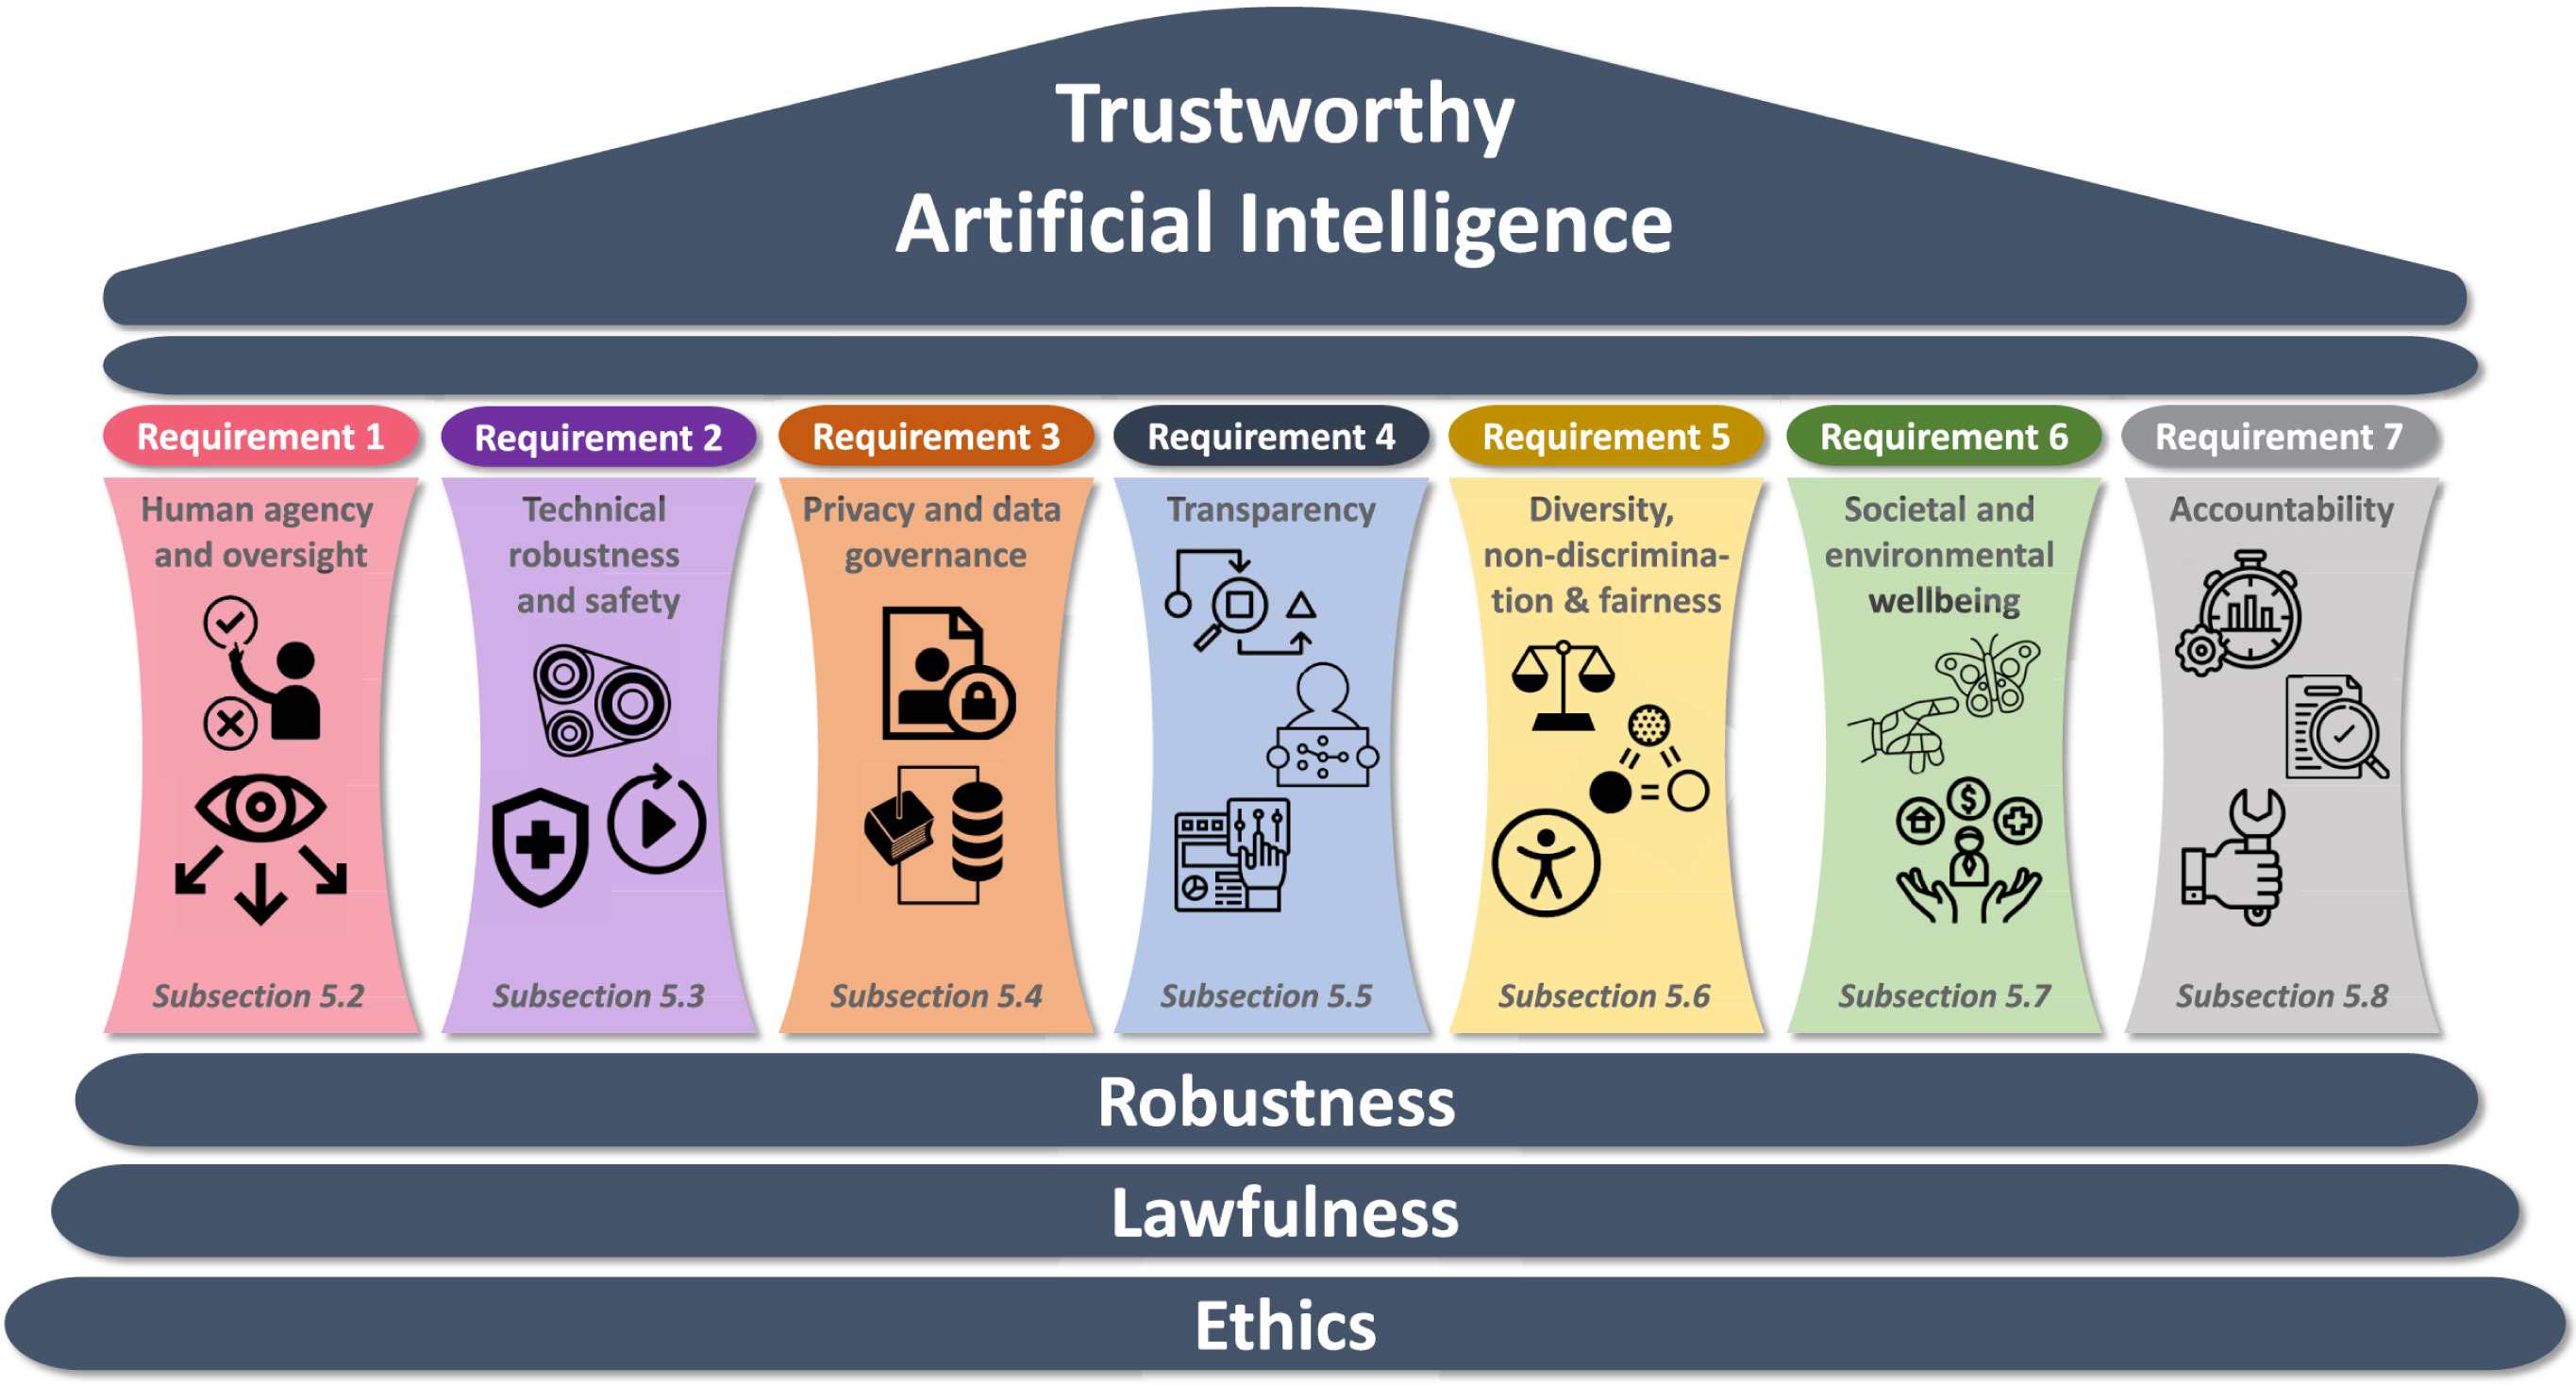 Trustworthy
Artificial Intelligence
Requirement 1
Requirement 2
Requirement 3
Requirement 4
Requirement 5
Requirement 6
Requirement 7
Human agency
and oversight
Technical
robustness
and safety
Privacy and data
governance
Transparency
Diversity,
non-discrimina-
tion & fairness
Societal and
environmental
wellbeing
Accountability
Subsection 5.2
Subsection 5.3
Subsection 5.4
Subsection 5.5
Subsection 5.6
Subsection 5.7
Subsection 5.8
Robustness
Lawfulness
Ethics